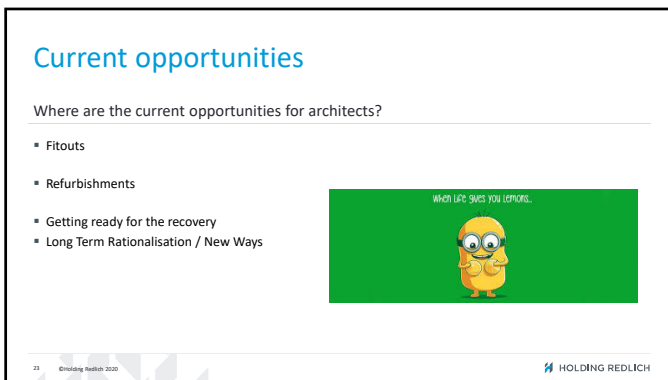 Current opportunities
Where are the current opportunities for architects?
▪ Fitouts
▪ Refurbishments
▪ Getting ready for the recovery
▪ Long Term Rationalisation / New Ways
When Life gives you Lemons..
23 ©Holding Redlich 2020
HOLDING REDLICH